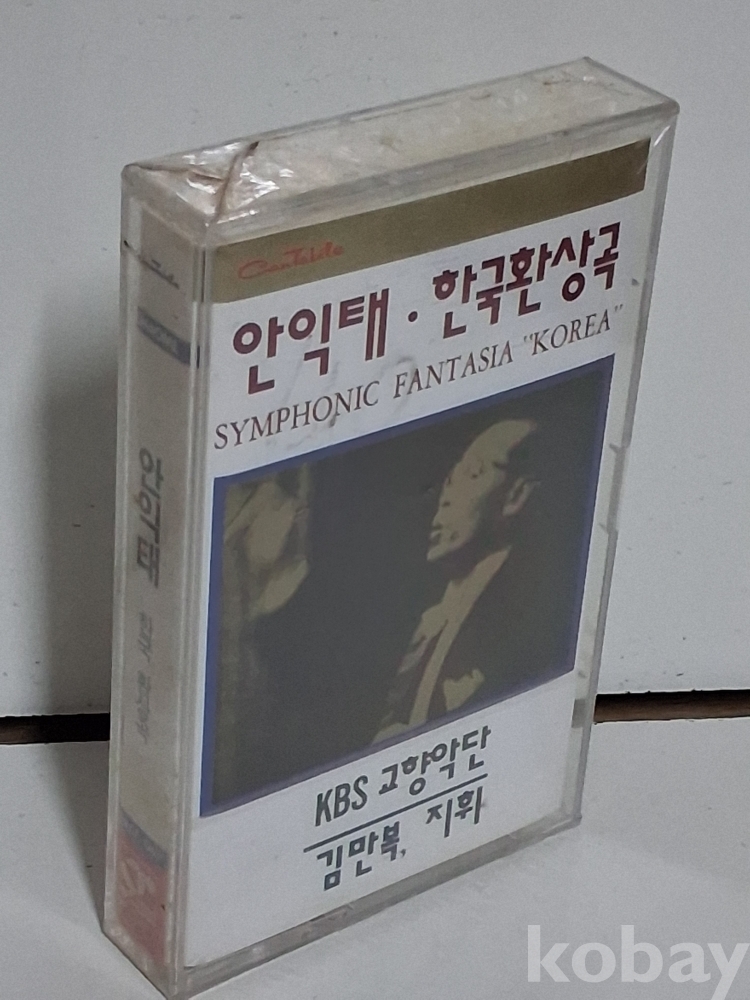 Cantabile
안익태·한국환상곡
SYMPHONIC FANTASIA "KOREA"
KBS 교향악단
김만복, 지휘
안익태
kobay